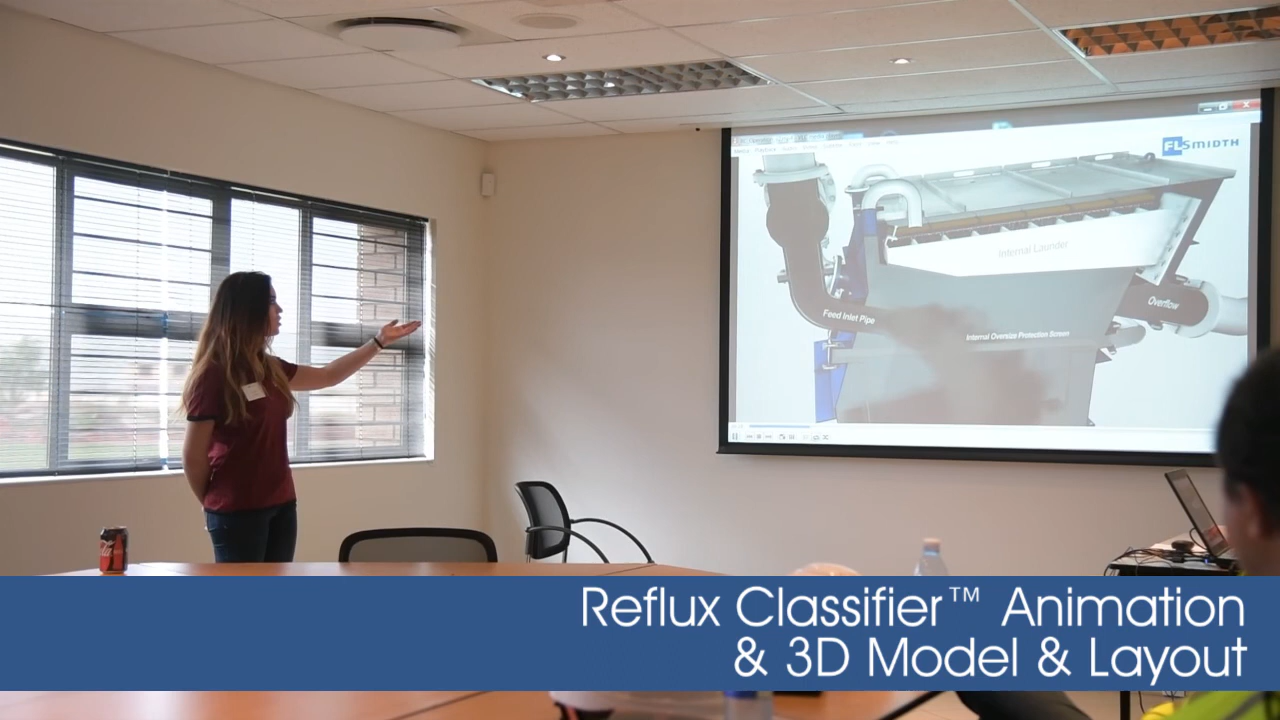 FLSMIDTH
Internal Launder
Overflow
Feed Inlet Pipe
Internal Oversize Protection Screen
Reflux Classifier™ Animation
& 3D Model & Layout